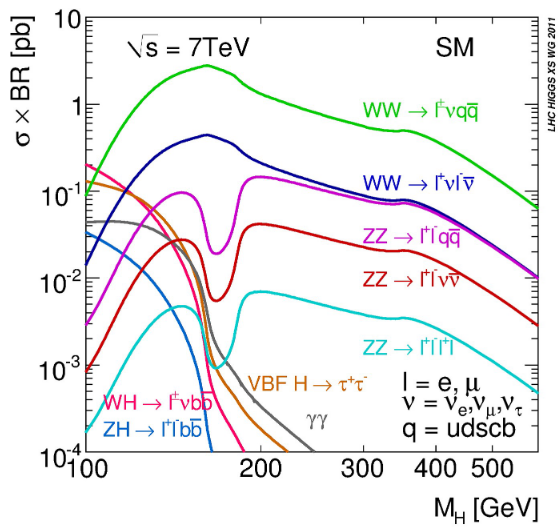 √s = 7TeV
SM
LHC HIGGS XS WG 2011
σ × BR [pb]
10
1
10⁻¹
10⁻²
10⁻³
10⁻⁴
WW → l±νqq̅
WW → l⁺νl⁻ν̅
ZZ → l⁺l⁻qq̅
ZZ → l⁺l⁻νν̅
ZZ → l⁺l⁻l⁺l⁻
VBF H → τ⁺τ⁻
WH → l±νbb̅
ZH → l⁺l⁻bb̅
γγ
l = e, μ
ν = νe,νμ,ντ
q = udscb
100 200 300 400 500
M_H [GeV]